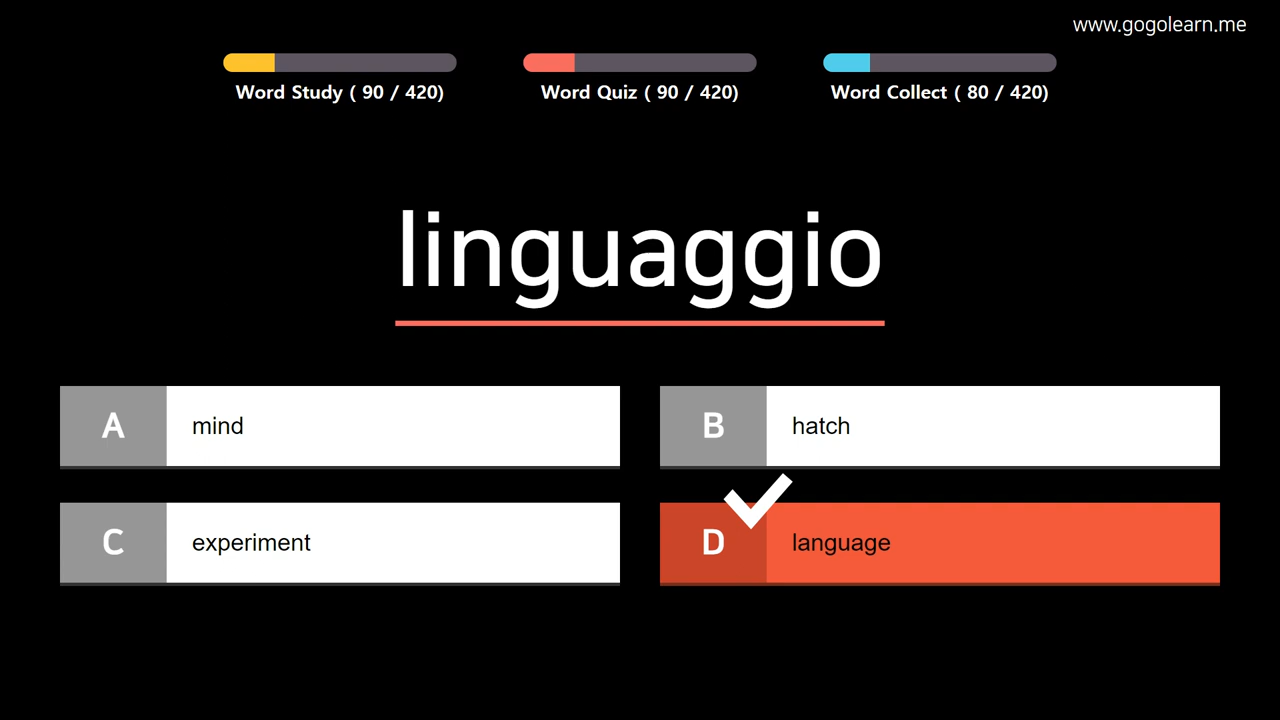 www.gogolearn.me
Word Study ( 90 / 420)
Word Quiz ( 90 / 420)
Word Collect ( 80 / 420)
linguaggio
A mind
B hatch
C experiment
D language